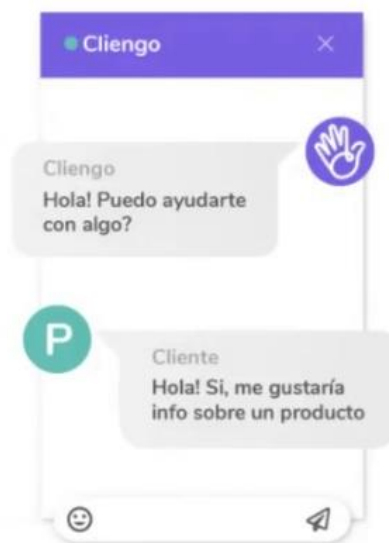 Cliengo
Cliengo
Hola! Puedo ayudarte
con algo?
P
Cliente
Hola! Si, me gustaría
info sobre un producto